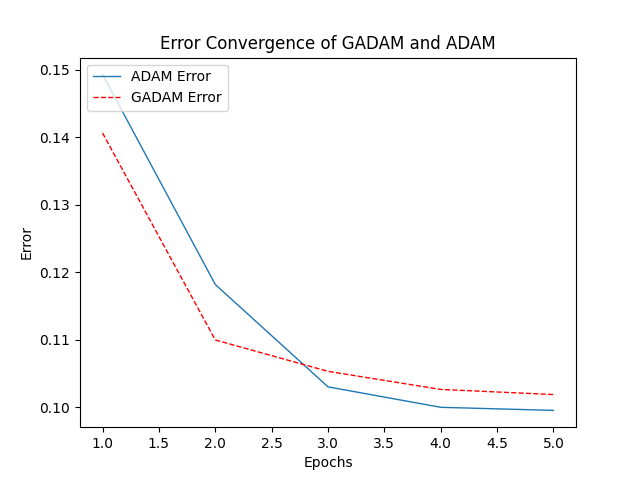 Error Convergence of GADAM and ADAM
ADAM Error
GADAM Error
0.15
0.14
0.13
0.12
0.11
0.10
Error
1.0 1.5 2.0 2.5 3.0 3.5 4.0 4.5 5.0
Epochs